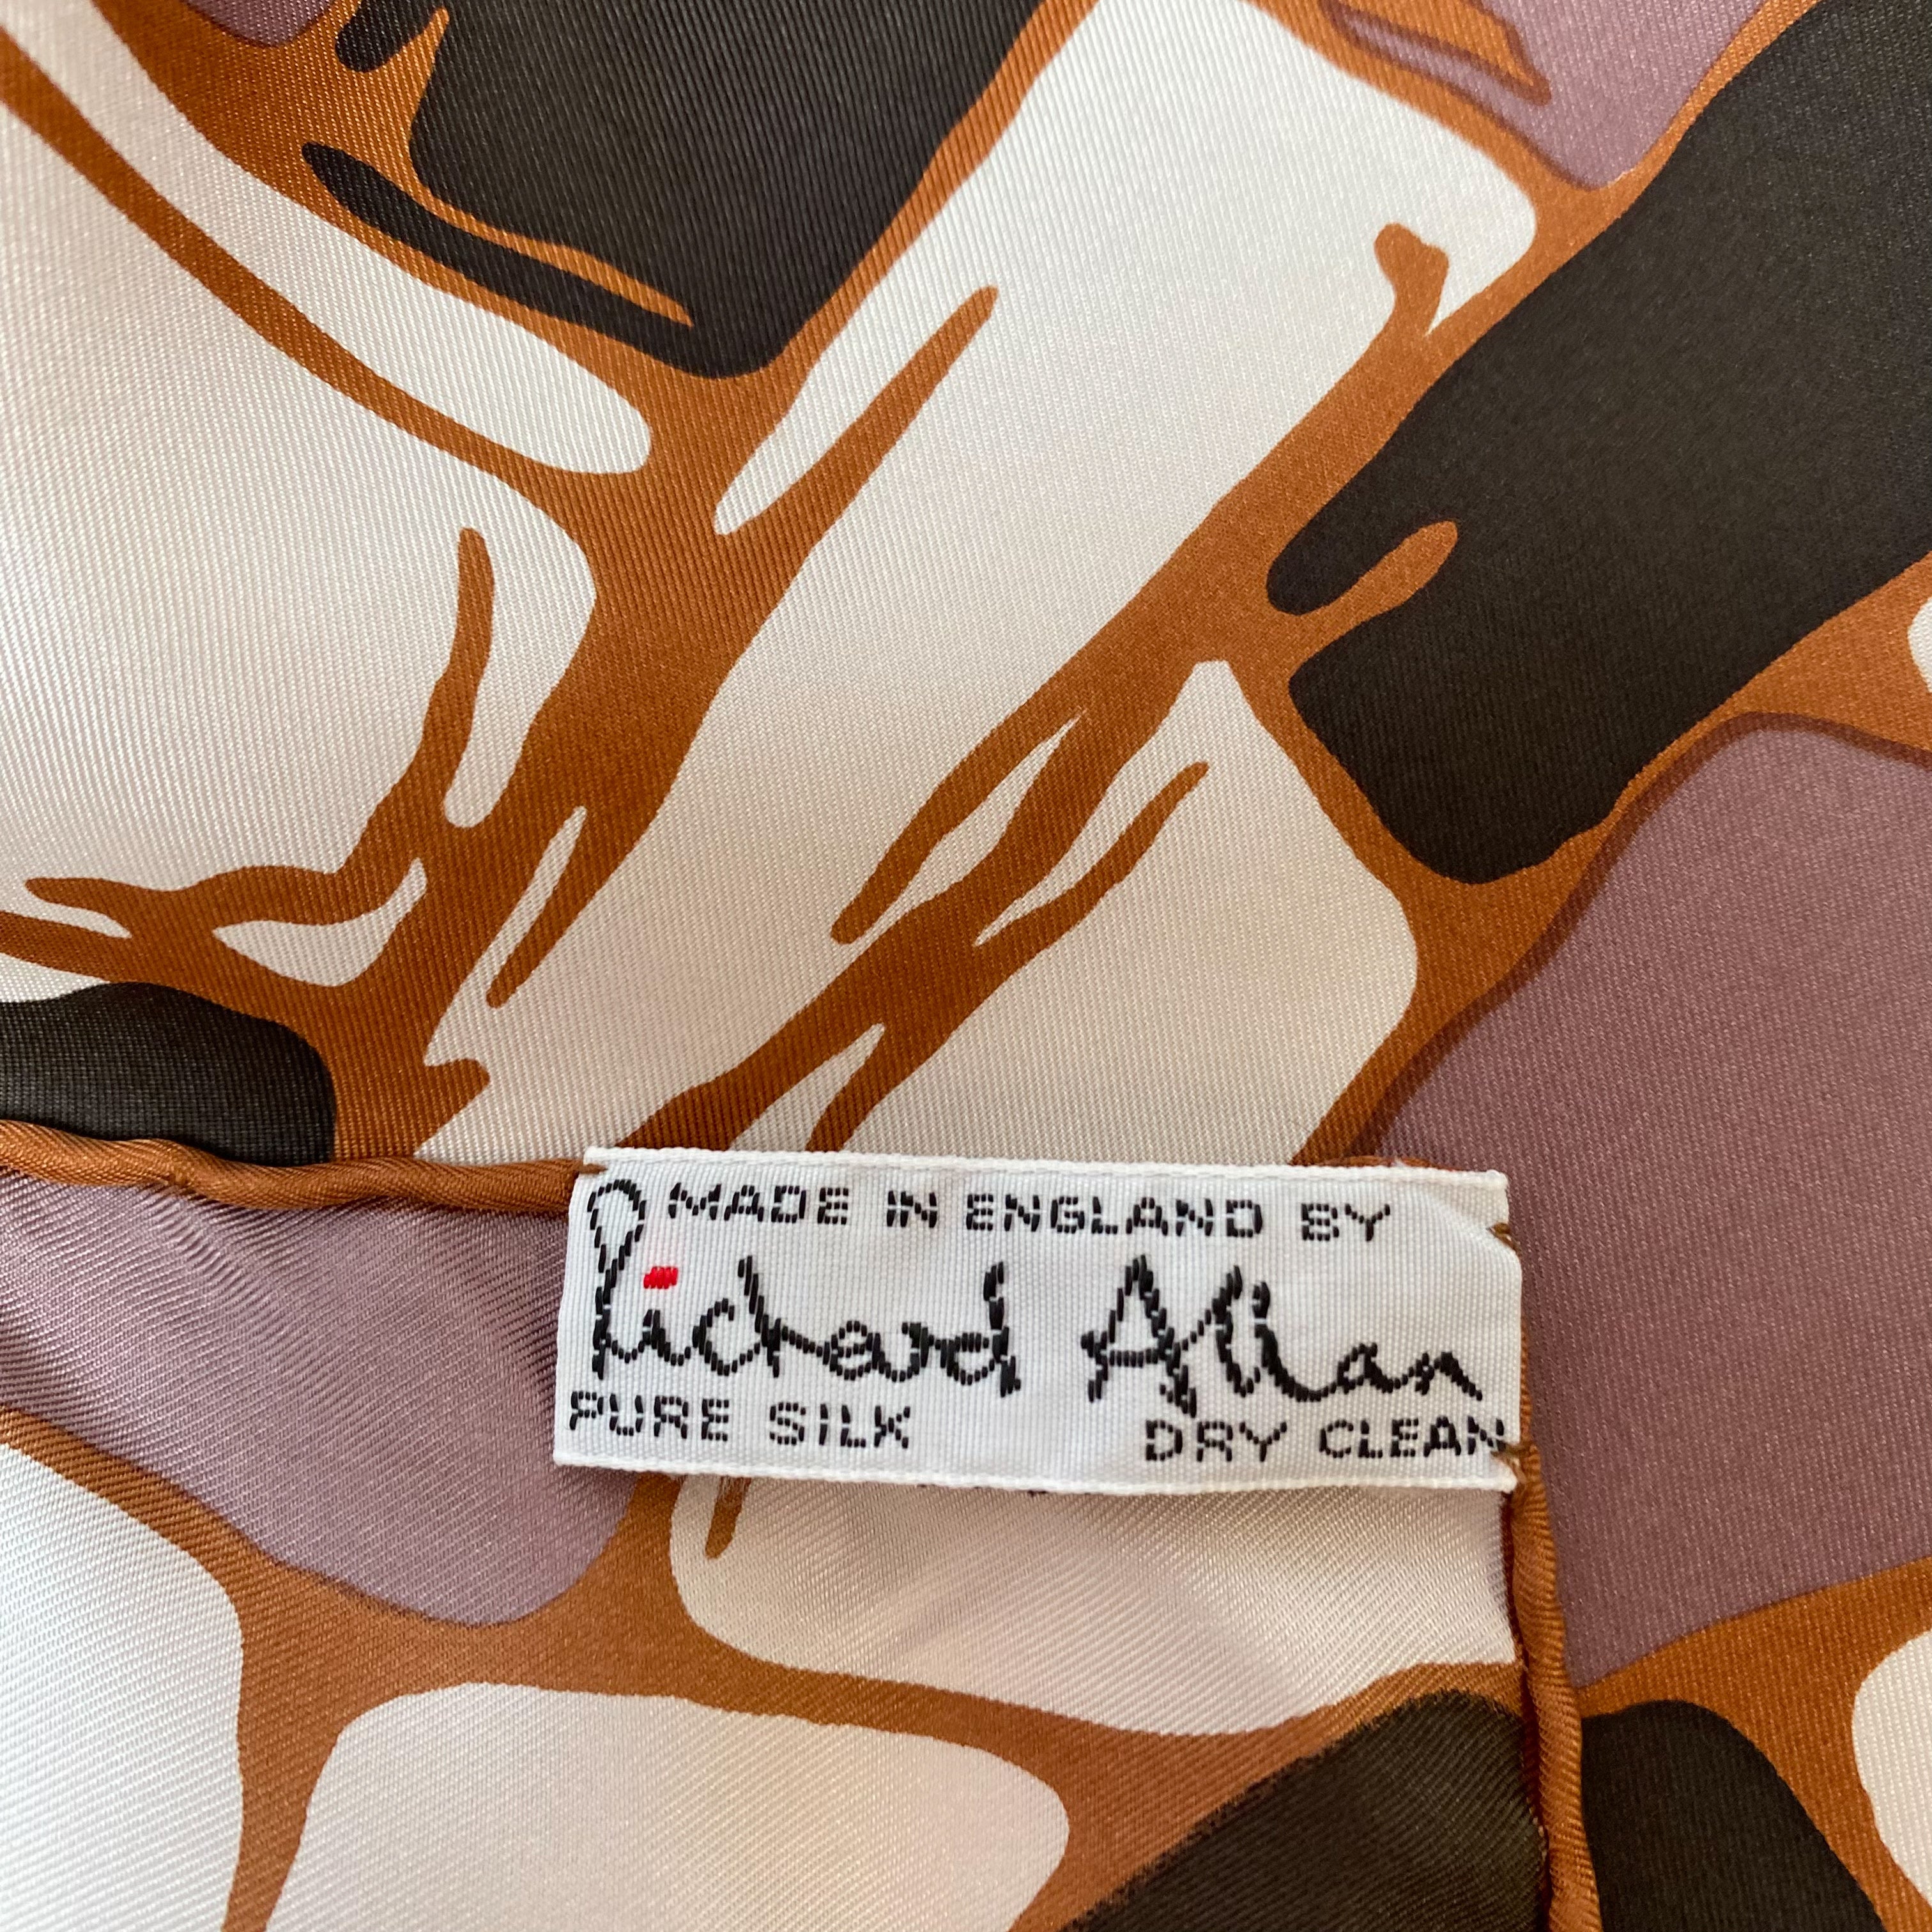 MADE IN ENGLAND BY
Richard Allan
PURE SILK DRY CLEAN